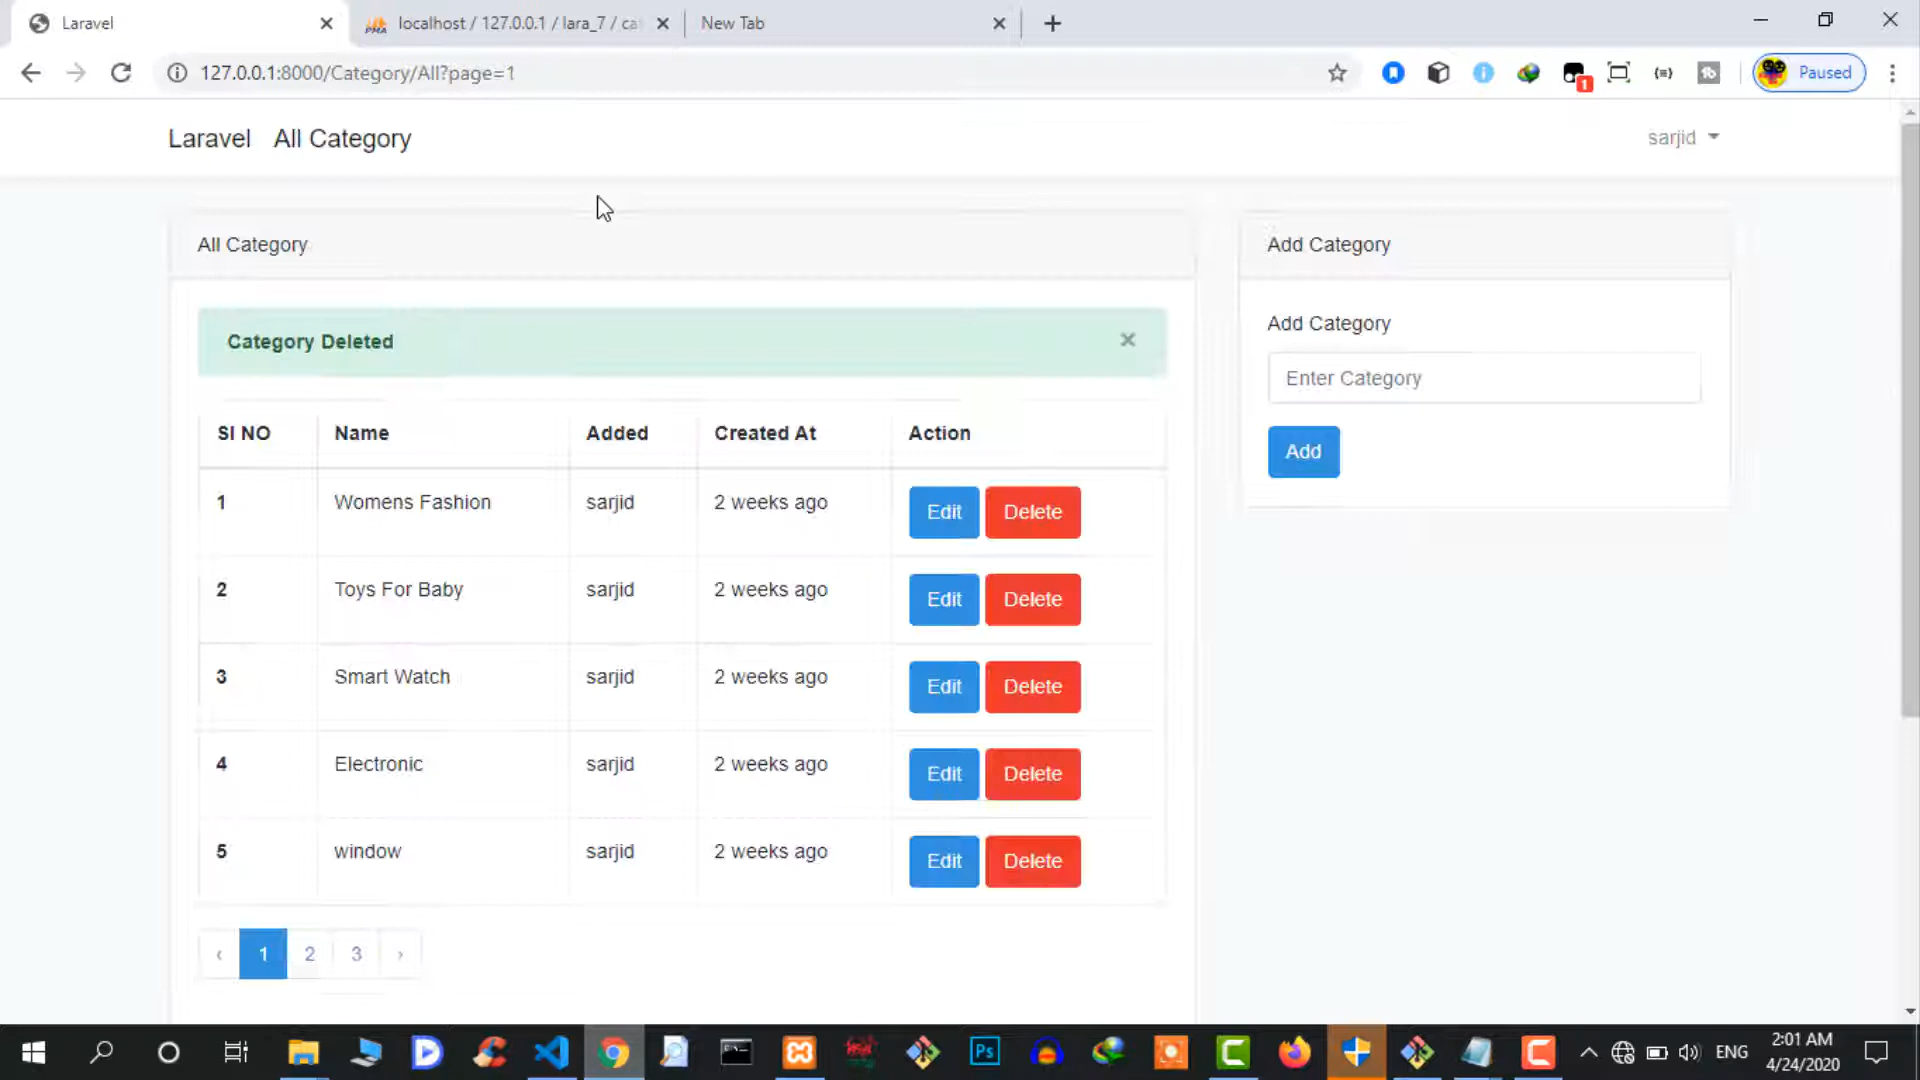 Laravel
localhost / 127.0.0.1 / lara_7 / ca
New Tab
127.0.0.1:8000/Category/All?page=1
1
Paused
Laravel All Category
sarjid
All Category
Category Deleted
SI NO Name Added Created At Action
1 Womens Fashion sarjid 2 weeks ago Edit Delete
2 Toys For Baby sarjid 2 weeks ago Edit Delete
3 Smart Watch sarjid 2 weeks ago Edit Delete
4 Electronic sarjid 2 weeks ago Edit Delete
5 window sarjid 2 weeks ago Edit Delete
‹ 1 2 3 ›
Add Category
Add Category
Enter Category
Add
ENG
2:01 AM
4/24/2020